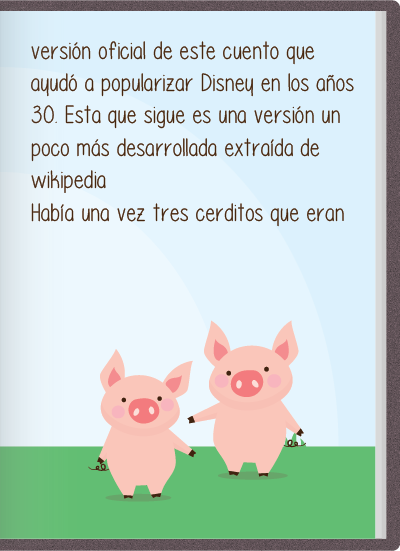 versión oficial de este cuento que
ayudó a popularizar Disney en los años
30. Esta que sigue es una versión un
poco más desarrollada extraída de
wikipedia
Había una vez tres cerditos que eran